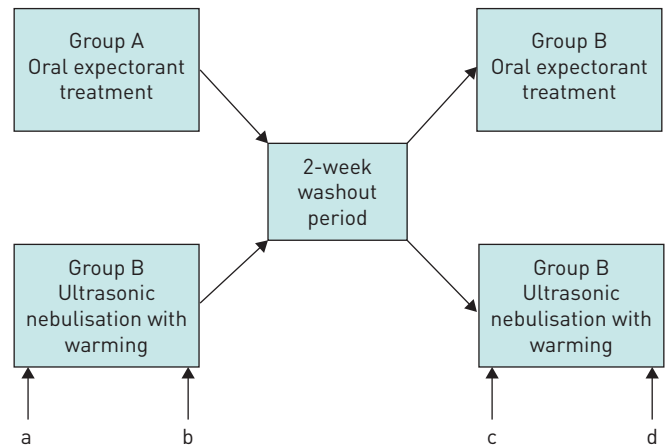 Group A
Oral expectorant
treatment
Group B
Oral expectorant
treatment
2-week
washout
period
Group B
Ultrasonic
nebulisation with
warming
Group B
Ultrasonic
nebulisation with
warming
a
b
c
d